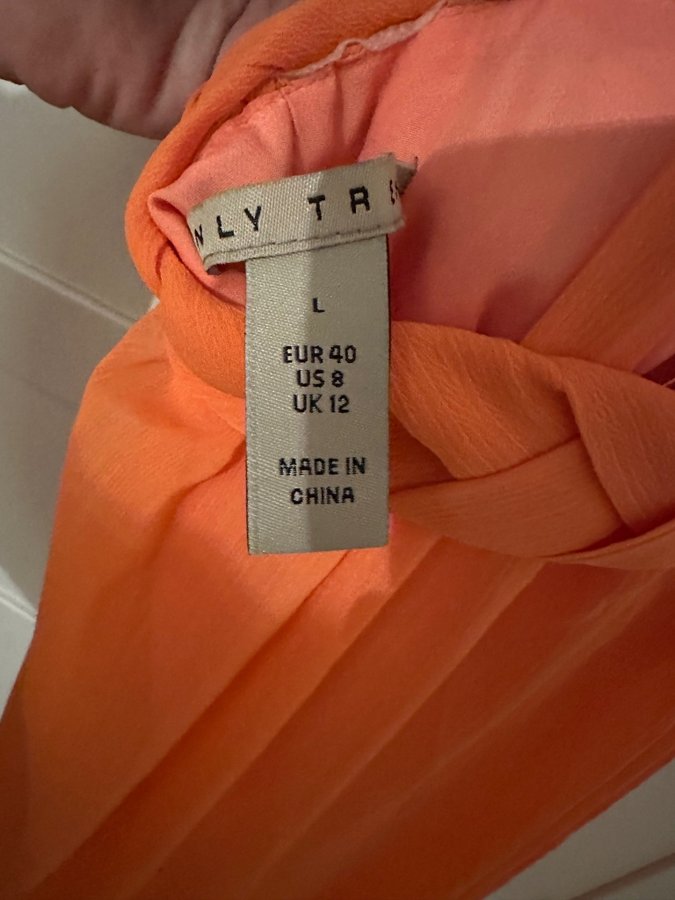 NLY TR
L
EUR 40
US 8
UK 12
MADE IN
CHINA